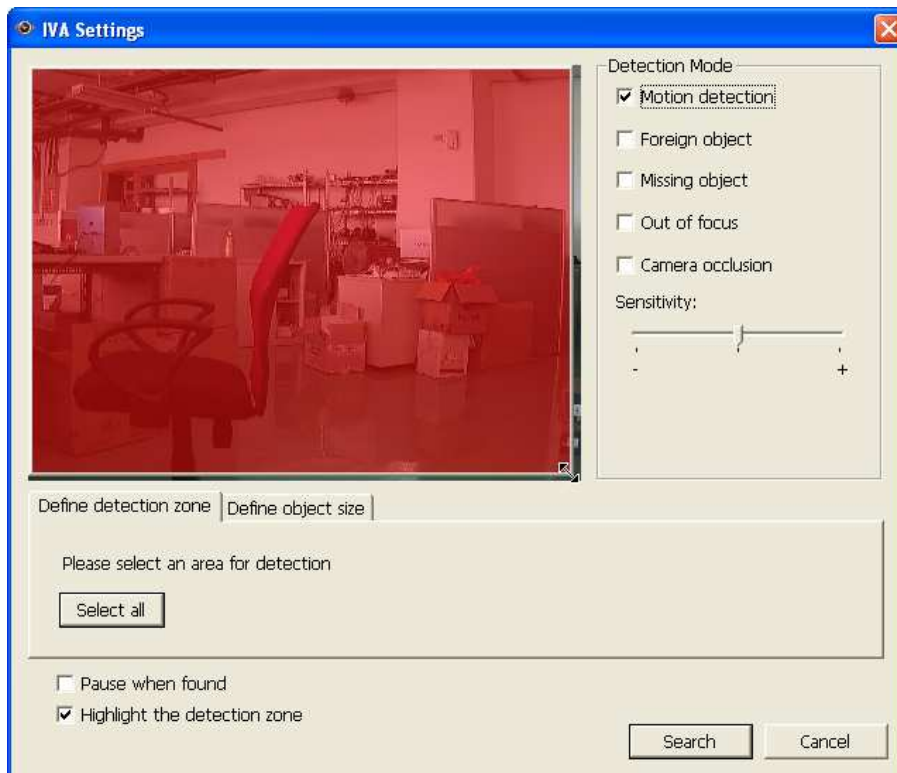 IVA Settings
Detection Mode
Motion detection
Foreign object
Missing object
Out of focus
Camera occlusion
Sensitivity:
- +
Define detection zone
Define object size
Please select an area for detection
Select all
Pause when found
Highlight the detection zone
Search
Cancel